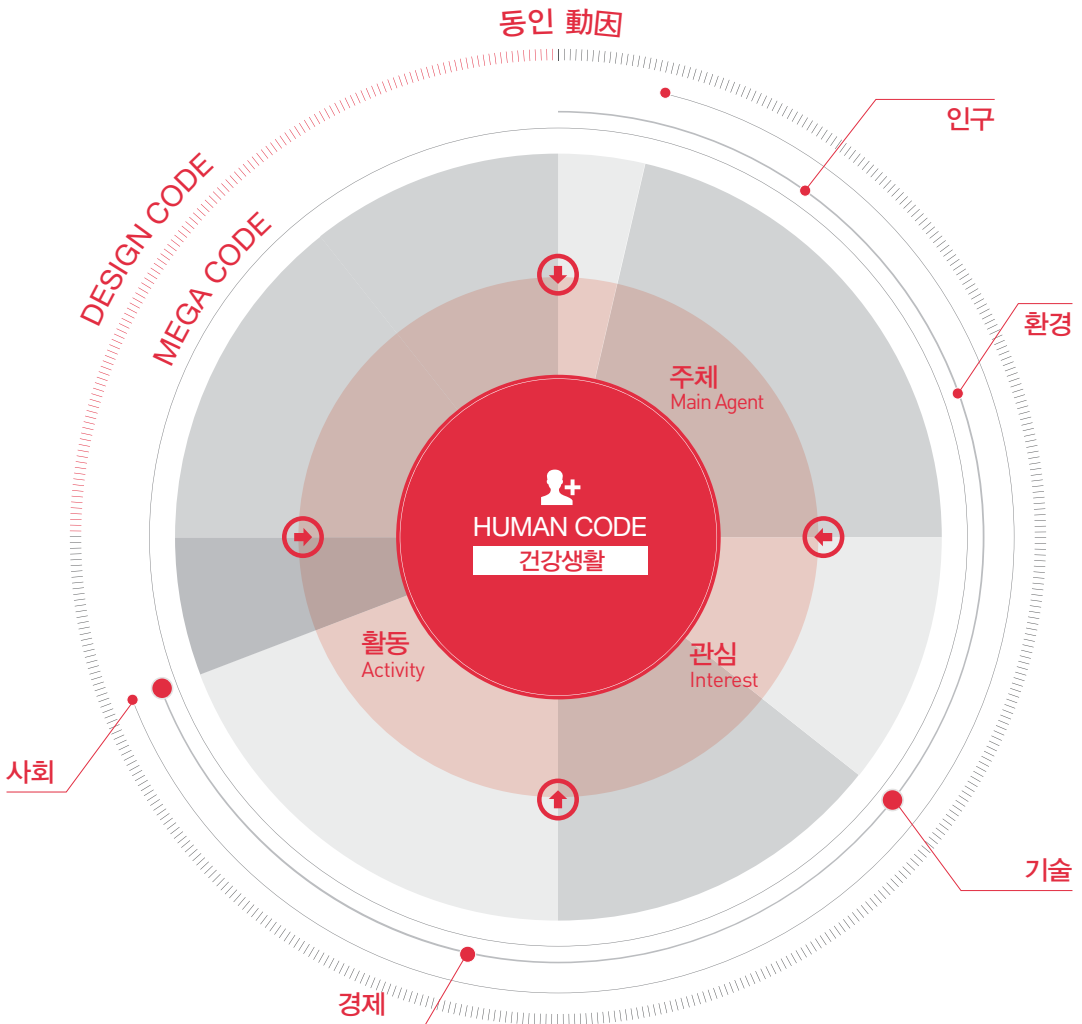 동인 動因
인구
DESIGN CODE
MEGA CODE
환경
주체
Main Agent
HUMAN CODE
건강생활
활동
Activity
관심
Interest
사회
기술
경제